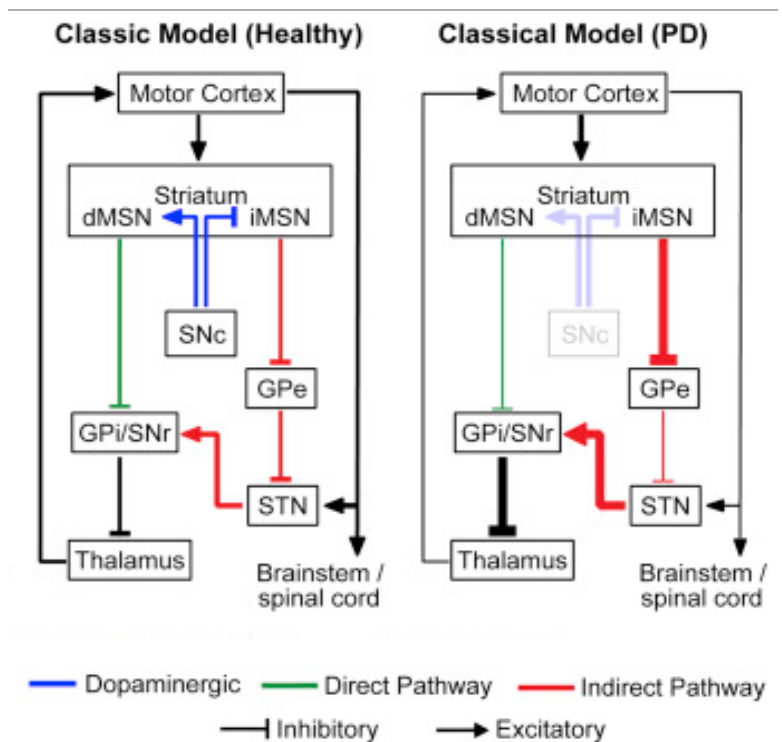 Classic Model (Healthy)
Motor Cortex
Striatum
dMSN iMSN
SNc
GPe
GPi/SNr
STN
Thalamus
Brainstem /
spinal cord
Classical Model (PD)
Motor Cortex
Striatum
dMSN iMSN
SNc
GPe
GPi/SNr
STN
Thalamus
Brainstem /
spinal cord
Dopaminergic Direct Pathway Indirect Pathway
Inhibitory Excitatory